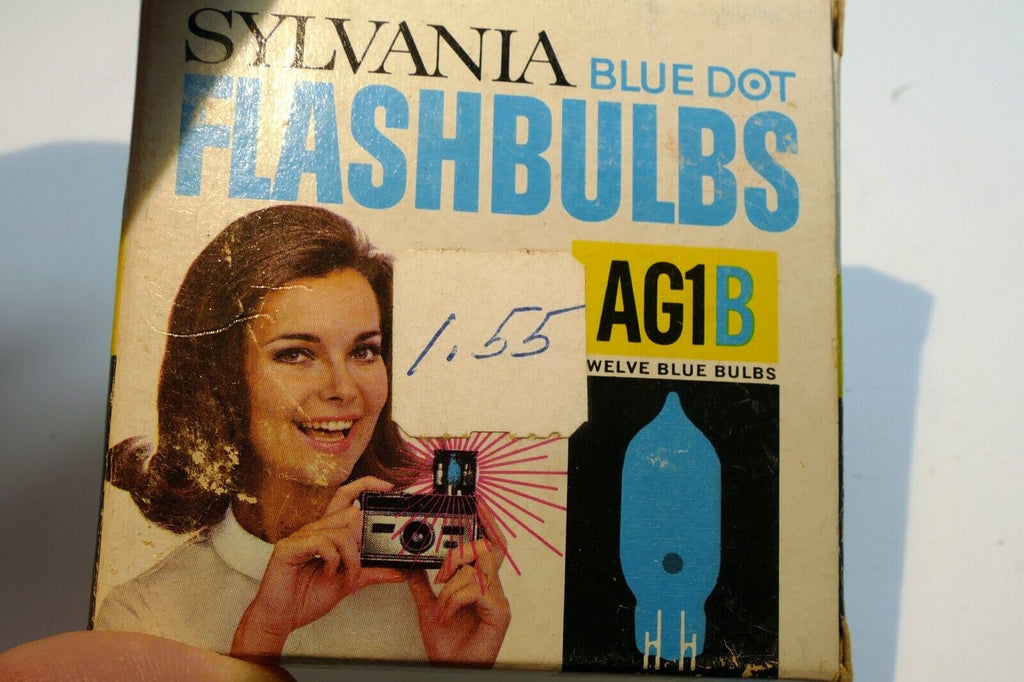 SYLVANIA BLUE DOT
FLASHBULBS
1.55
AG1B
WELVE BLUE BULBS